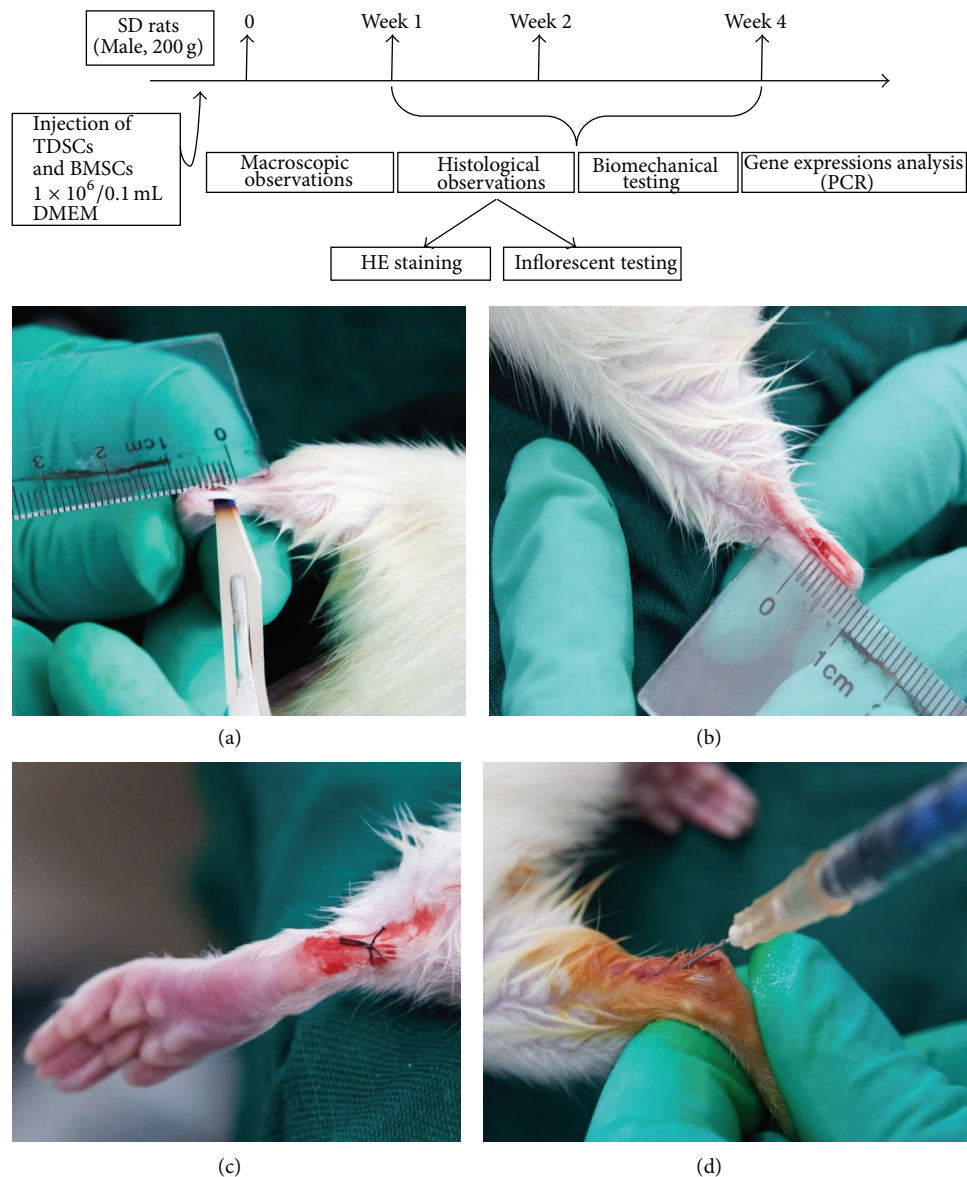 SD rats
(Male, 200 g)
0
Week 1
Week 2
Week 4
Injection of
TDSCs
and BMSCs
1 × 10⁶/0.1 mL
DMEM
Macroscopic
observations
Histological
observations
Biomechanical
testing
Gene expressions analysis
(PCR)
HE staining
Inflorescent testing
3
2
1cm
0
(a)
0
1cm
(b)
(c)
(d)